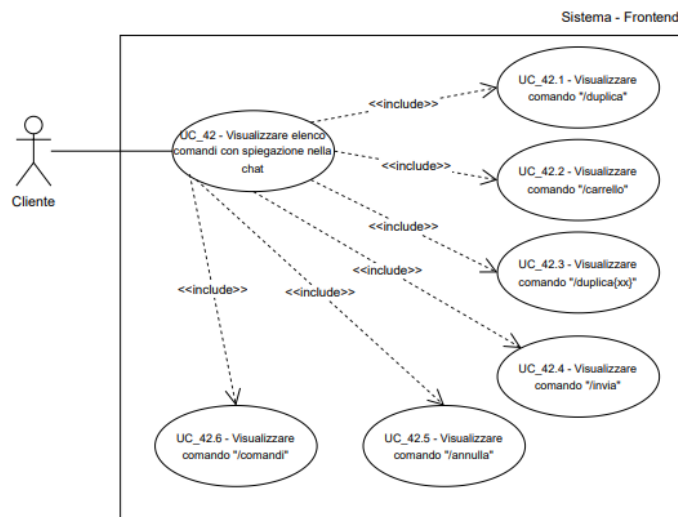 Sistema - Frontend
UC_42.1 - Visualizzare
comando "/duplica"
<<include>>
UC_42 - Visualizzare elenco
comandi con spiegazione nella
chat
<<include>>
UC_42.2 - Visualizzare
comando "/carrello"
Cliente
<<include>>
UC_42.3 - Visualizzare
comando "/duplica{xx}
<<include>>
<<include>>
<<include>>
UC_42.4 - Visualizzare
comando "/invia"
UC_42.6 - Visualizzare
comando "/comandi"
UC_42.5 - Visualizzare
comando "/annulla"